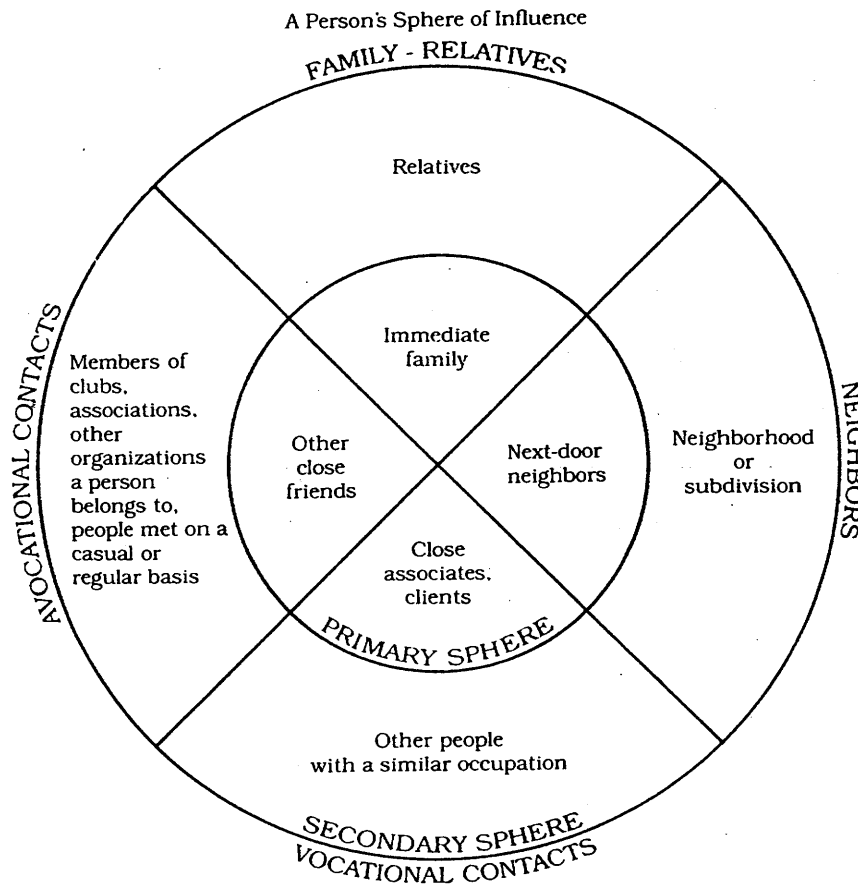 A Person's Sphere of Influence
FAMILY - RELATIVES
Relatives
Immediate
family
AVOCATIONAL CONTACTS
Members of
clubs,
associations,
other
organizations
a person
belongs to,
people met on a
casual or
regular basis
Other
close
friends
Next-door
neighbors
Neighborhood
or
subdivision
NEIGHBORS
Close
associates,
clients
PRIMARY SPHERE
Other people
with a similar occupation
SECONDARY SPHERE
VOCATIONAL CONTACTS